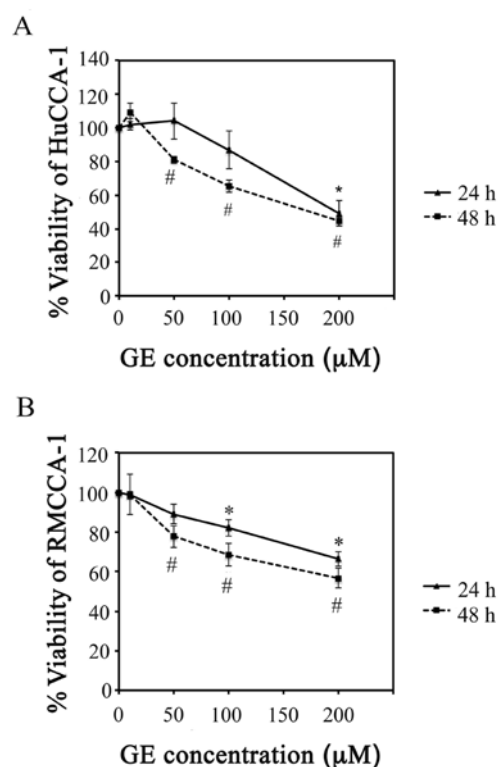 A
% Viability of HuCCA-1
140
120
100
80
60
40
20
0
*
#
#
#
0 50 100 150 200
GE concentration (μM)
24 h
48 h
B
% Viability of RMCCA-1
120
100
80
60
40
20
0
*
*
#
#
#
0 50 100 150 200
GE concentration (μM)
24 h
48 h